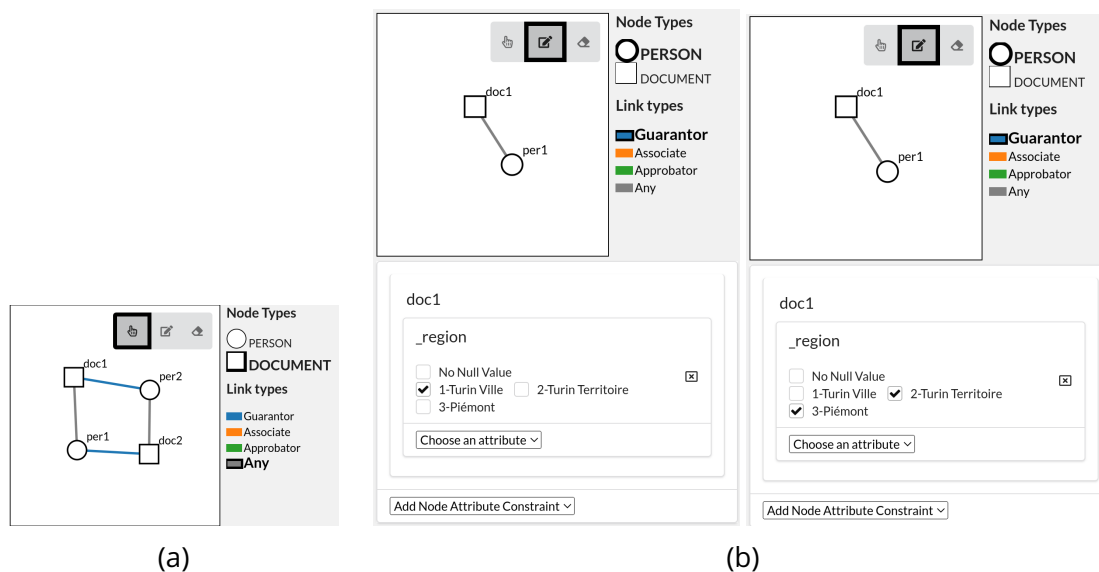 Node Types
PERSON
DOCUMENT
Link types
Guarantor
Associate
Approbator
Any
doc1
per2
per1
doc2
(a)
Node Types
PERSON
DOCUMENT
Link types
Guarantor
Associate
Approbator
Any
doc1
per1
doc1
_region
No Null Value
1-Turin Ville 2-Turin Territoire
3-Piémont
Choose an attribute
Add Node Attribute Constraint
Node Types
PERSON
DOCUMENT
Link types
Guarantor
Associate
Approbator
Any
doc1
per1
doc1
_region
No Null Value
1-Turin Ville 2-Turin Territoire
3-Piémont
Choose an attribute
Add Node Attribute Constraint
(b)